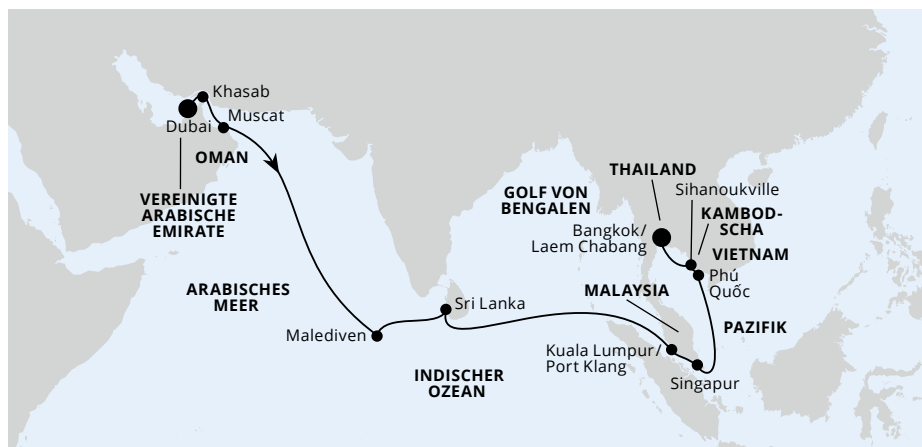 Khasab
Muscat
Dubai
OMAN
VEREINIGTE
ARABISCHE
EMIRATE
ARABISCHES
MEER
Malediven
Sri Lanka
INDISCHER
OZEAN
GOLF VON
BENGALEN
THAILAND
Sihanoukville
KAMBOD-
SCHA
Bangkok/
Laem Chabang
VIETNAM
Phú
Quốc
MALAYSIA
PAZIFIK
Kuala Lumpur/
Port Klang
Singapur